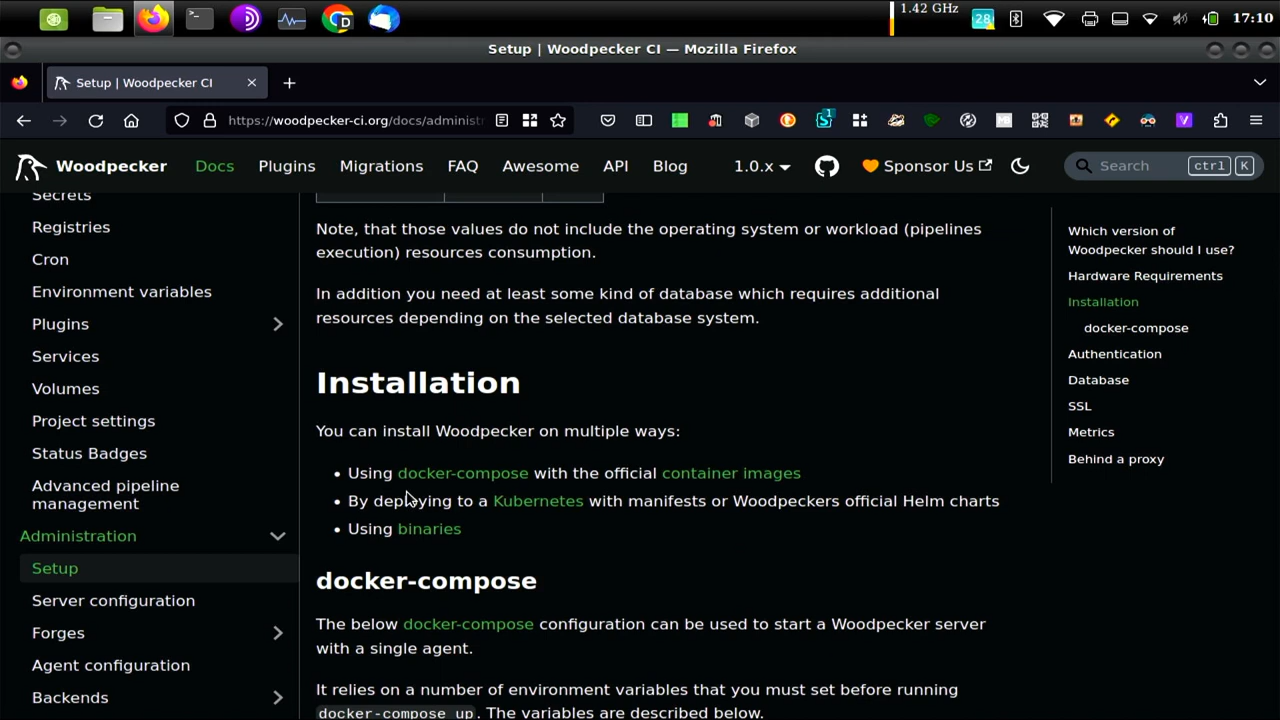 1.42 GHz
28
17:10
Setup | Woodpecker CI — Mozilla Firefox
Setup | Woodpecker CI
https://woodpecker-ci.org/docs/administr
1
Woodpecker
Docs
Plugins
Migrations
FAQ
Awesome
API
Blog
1.0.x
Sponsor Us
Search
ctrl
K
Secrets
Registries
Cron
Environment variables
Plugins
Services
Volumes
Project settings
Status Badges
Advanced pipeline
management
Administration
Setup
Server configuration
Forges
Agent configuration
Backends
Note, that those values do not include the operating system or workload (pipelines
execution) resources consumption.
In addition you need at least some kind of database which requires additional
resources depending on the selected database system.
Installation
You can install Woodpecker on multiple ways:
• Using docker-compose with the official container images
• By deploying to a Kubernetes with manifests or Woodpeckers official Helm charts
• Using binaries
docker-compose
The below docker-compose configuration can be used to start a Woodpecker server
with a single agent.
It relies on a number of environment variables that you must set before running
docker-compose up. The variables are described below.
Which version of
Woodpecker should I use?
Hardware Requirements
Installation
docker-compose
Authentication
Database
SSL
Metrics
Behind a proxy